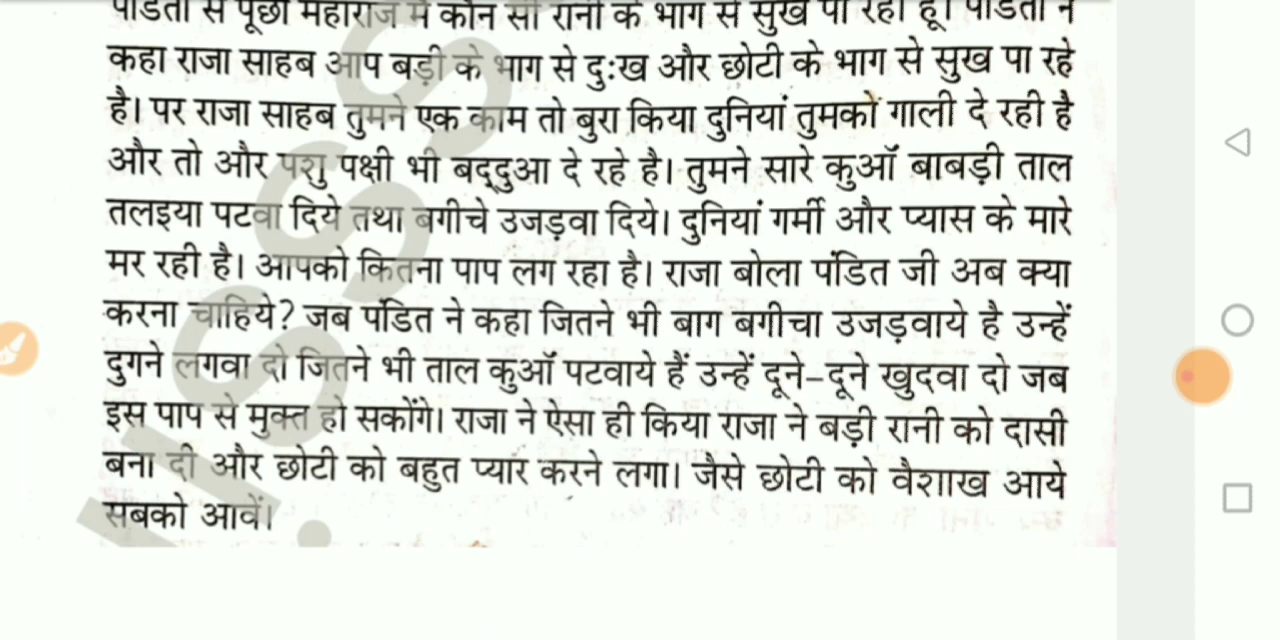 पंडितों से पूछा महाराज मैं कौन सी रानी के भाग से सुख पा रहा हूँ। पंडितों ने
कहा राजा साहब आप बड़ी के भाग से दुःख और छोटी के भाग से सुख पा रहे
है। पर राजा साहब तुमने एक काम तो बुरा किया दुनियां तुमको गाली दे रही है
और तो और पशु पक्षी भी बद्दुआ दे रहे है। तुमने सारे कुऑ बाबड़ी ताल
तलइया पटवा दिये तथा बगीचे उजड़वा दिये। दुनियां गर्मी और प्यास के मारे
मर रही है। आपको कितना पाप लग रहा है। राजा बोला पंडित जी अब क्या
करना चाहिये? जब पंडित ने कहा जितने भी बाग बगीचा उजड़वाये है उन्हें
दुगने लगवा दो जितने भी ताल कुऑ पटवाये हैं उन्हें दूने-दूने खुदवा दो जब
इस पाप से मुक्त हो सकोंगे। राजा ने ऐसा ही किया राजा ने बड़ी रानी को दासी
बना दी और छोटी को बहुत प्यार करने लगा। जैसे छोटी को वैशाख आये
सबको आवें।